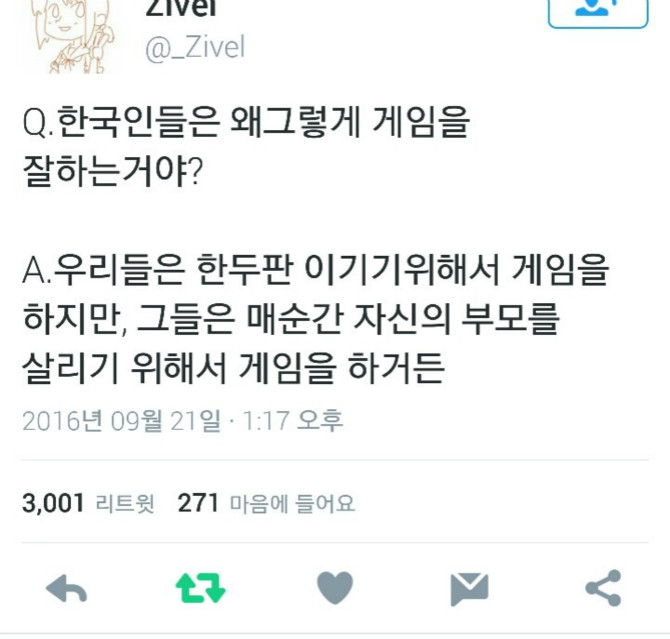 Zivel
@_Zivel
Q.한국인들은 왜그렇게 게임을
잘하는거야?
A.우리들은 한두판 이기기위해서 게임을
하지만, 그들은 매순간 자신의 부모를
살리기 위해서 게임을 하거든
2016년 09월 21일 · 1:17 오후
3,001 리트윗 271 마음에 들어요